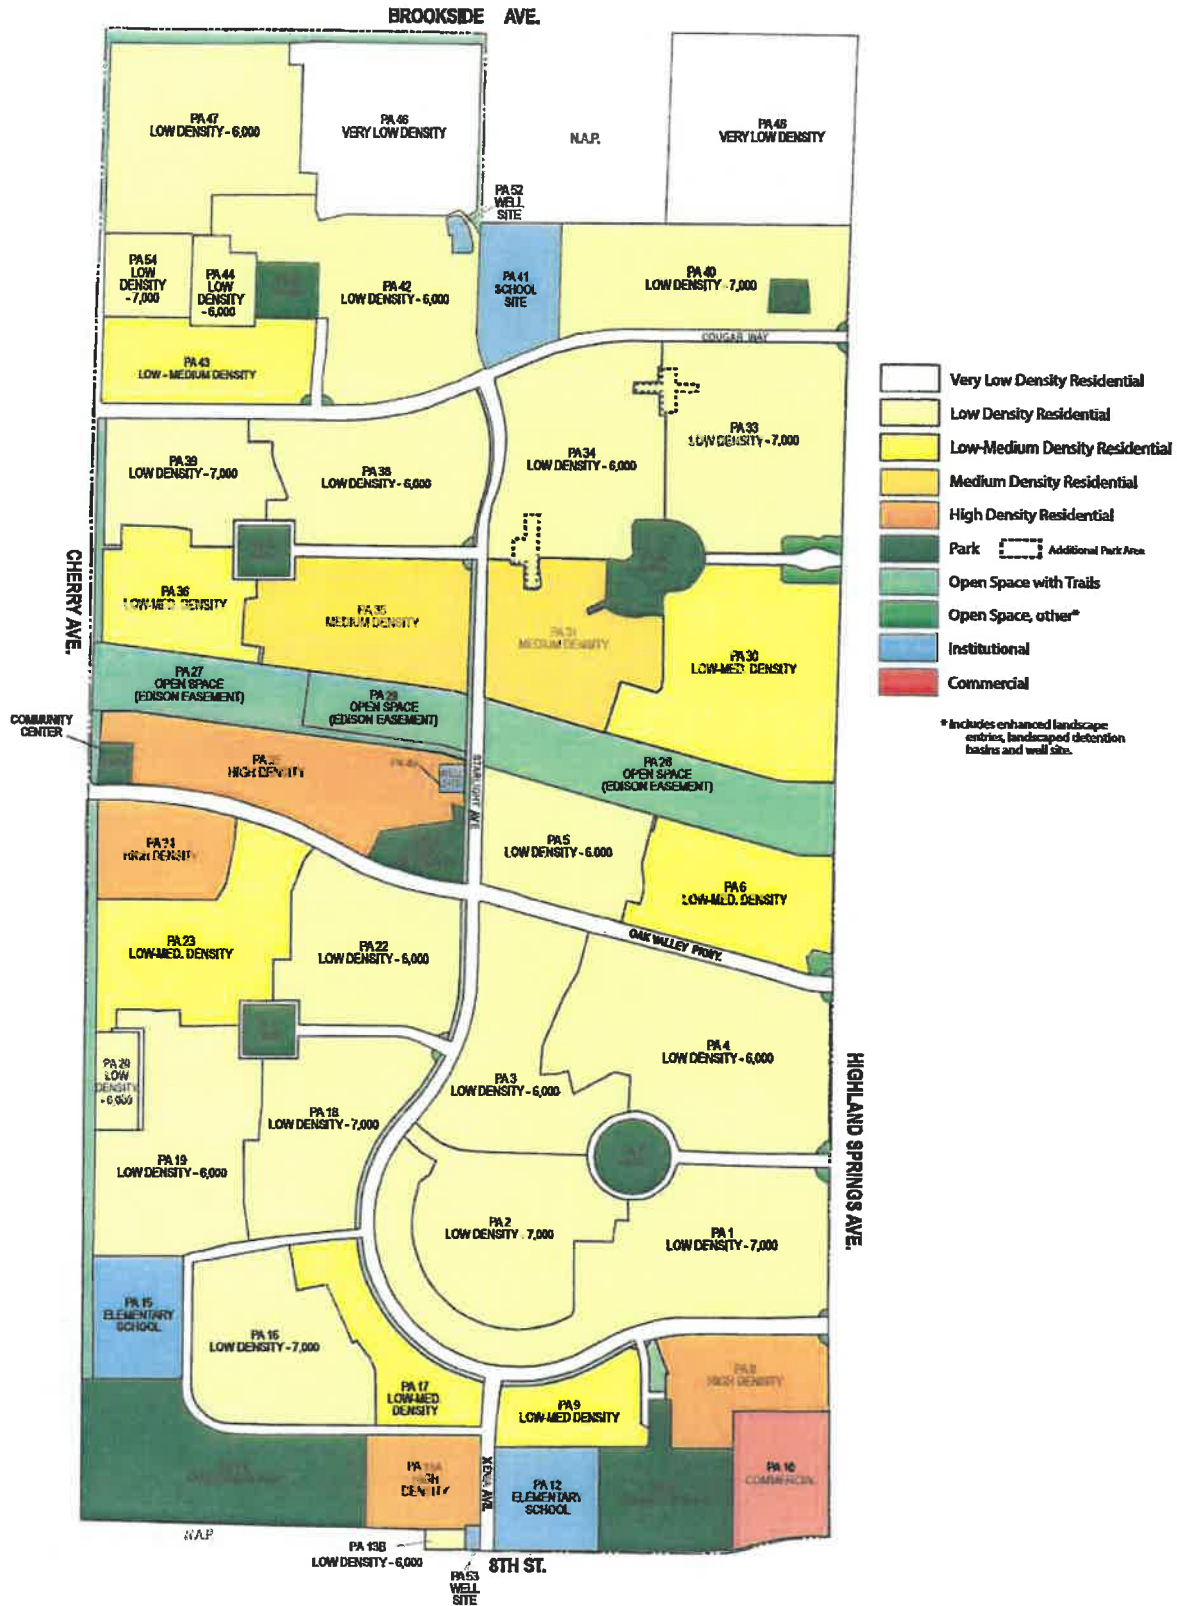 BROOKSIDE AVE.
PA 47
LOW DENSITY - 6,000
PA 46
VERY LOW DENSITY
N.A.P.
PA 48
VERY LOW DENSITY
PA 52
WELL
SITE
PA 54
LOW
DENSITY
- 7,000
PA 44
LOW
DENSITY
- 6,000
PA 42
LOW DENSITY - 6,000
PA 41
SCHOOL
SITE
PA 40
LOW DENSITY - 7,000
PA 43
LOW - MEDIUM DENSITY
COUGAR WAY
PA 39
LOW DENSITY - 7,000
PA 38
LOW DENSITY - 6,000
PA 34
LOW DENSITY - 6,000
PA 33
LOW DENSITY - 7,000
Very Low Density Residential
Low Density Residential
Low-Medium Density Residential
Medium Density Residential
High Density Residential
Park
Additional Park Area
Open Space with Trails
Open Space, other*
Institutional
Commercial
* Includes enhanced landscape
entries, landscaped detention
basins and well site.
CHERRY AVE.
PA 36
LOW-MED. DENSITY
PA 35
MEDIUM DENSITY
PA 31
MEDIUM DENSITY
PA 30
LOW-MED. DENSITY
PA 27
OPEN SPACE
(EDISON EASEMENT)
PA 29
OPEN SPACE
(EDISON EASEMENT)
COMMUNITY
CENTER
PA 25
HIGH DENSITY
WELL
SITE
STARLIGHT AVE.
PA 28
OPEN SPACE
(EDISON EASEMENT)
PA 24
HIGH DENSITY
PA 5
LOW DENSITY - 6,000
PA 6
LOW-MED. DENSITY
PA 23
LOW-MED. DENSITY
PA 22
LOW DENSITY - 6,000
OAK VALLEY PKWY.
PA 20
LOW
DENSITY
- 6,000
PA 3
LOW DENSITY - 6,000
PA 4
LOW DENSITY - 6,000
PA 18
LOW DENSITY - 7,000
PA 19
LOW DENSITY - 6,000
HIGHLAND SPRINGS AVE.
PA 2
LOW DENSITY - 7,000
PA 1
LOW DENSITY - 7,000
PA 15
ELEMENTARY
SCHOOL
PA 16
LOW DENSITY - 7,000
PA 17
LOW-MED.
DENSITY
PA 9
LOW-MED DENSITY
PA 8
HIGH DENSITY
HIGH
DENSITY
XENIA AVE.
PA 12
ELEMENTARY
SCHOOL
PA 10
COMMERCIAL
N.A.P.
PA 13B
LOW DENSITY - 6,000
PA 53
WELL
SITE
8TH ST.